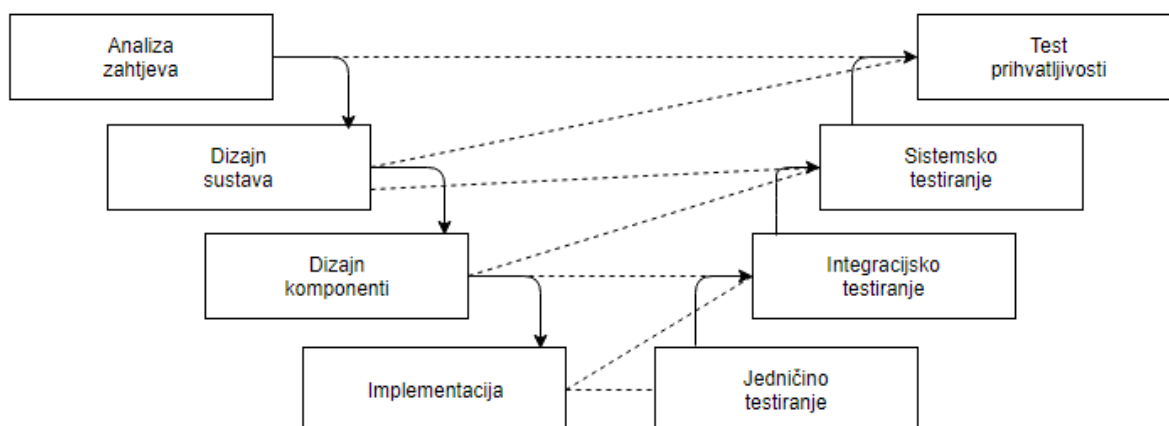 Analiza
zahtjeva
Test
prihvatljivosti
Dizajn
sustava
Sistemsko
testiranje
Dizajn
komponenti
Integracijsko
testiranje
Implementacija
Jedničino
testiranje